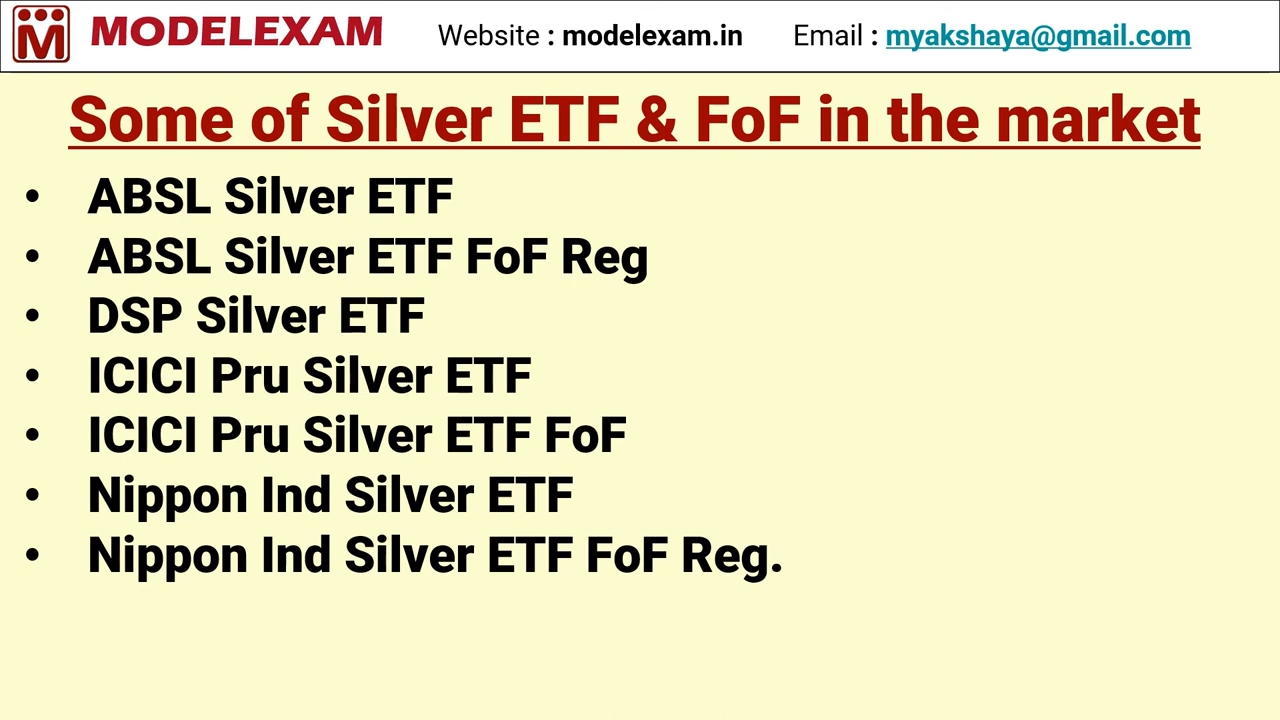 MODELEXAM Website : modelexam.in Email : myakshaya@gmail.com
Some of Silver ETF & FoF in the market
• ABSL Silver ETF
• ABSL Silver ETF FoF Reg
• DSP Silver ETF
• ICICI Pru Silver ETF
• ICICI Pru Silver ETF FoF
• Nippon Ind Silver ETF
• Nippon Ind Silver ETF FoF Reg.